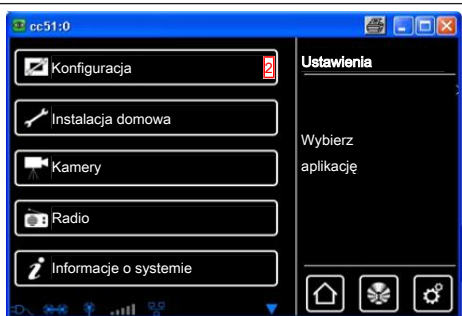 cc51:0
Konfiguracja 2
Instalacja domowa
Kamery
Radio
Informacje o systemie
Ustawienia
Wybierz
aplikację